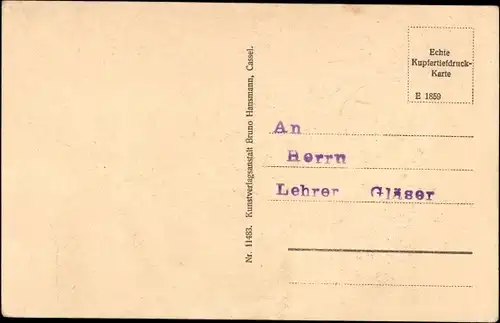 Nr. 11483. Kunstverlagsanstalt Bruno Hansmann, Cassel.
Echte
Kupfertiefdruck-
Karte
E 1859
An
Herrn
Lehrer Gläser